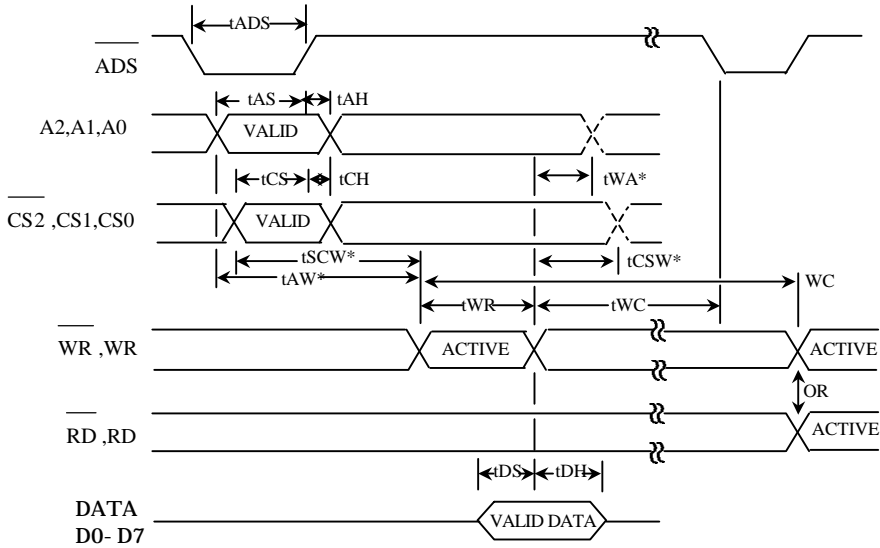 tADS
ADS
tAS tAH
A2,A1,A0 VALID
tCS tCH tWA*
CS2 ,CS1,CS0 VALID
tSCW* tCSW*
tAW* WC
tWR tWC
WR ,WR ACTIVE ACTIVE
OR
RD ,RD ACTIVE
tDS tDH
DATA VALID DATA
D0- D7